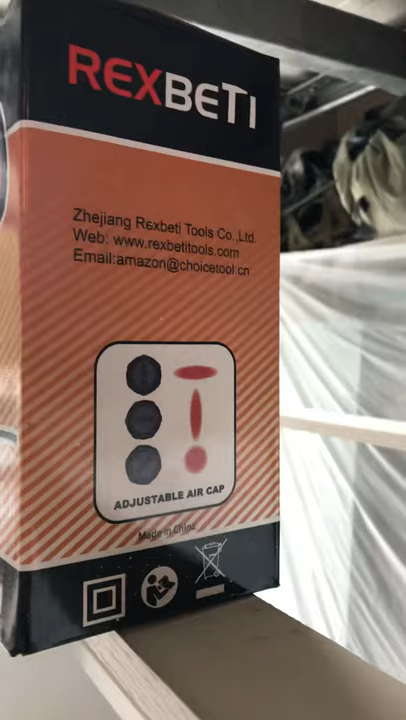 REXBETI
Zhejiang Rexbeti Tools Co.,Ltd.
Web: www.rexbetitools.com
Email:amazon@choicetool.cn
ADJUSTABLE AIR CAP
Made in China